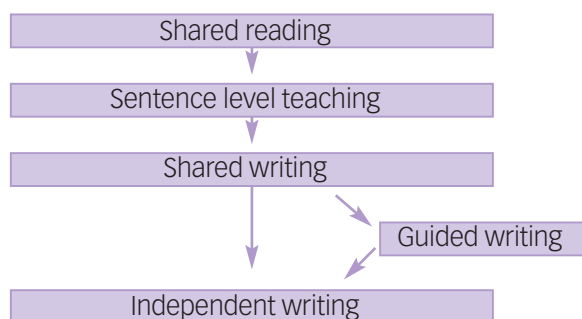 Shared reading
Sentence level teaching
Shared writing
Guided writing
Independent writing